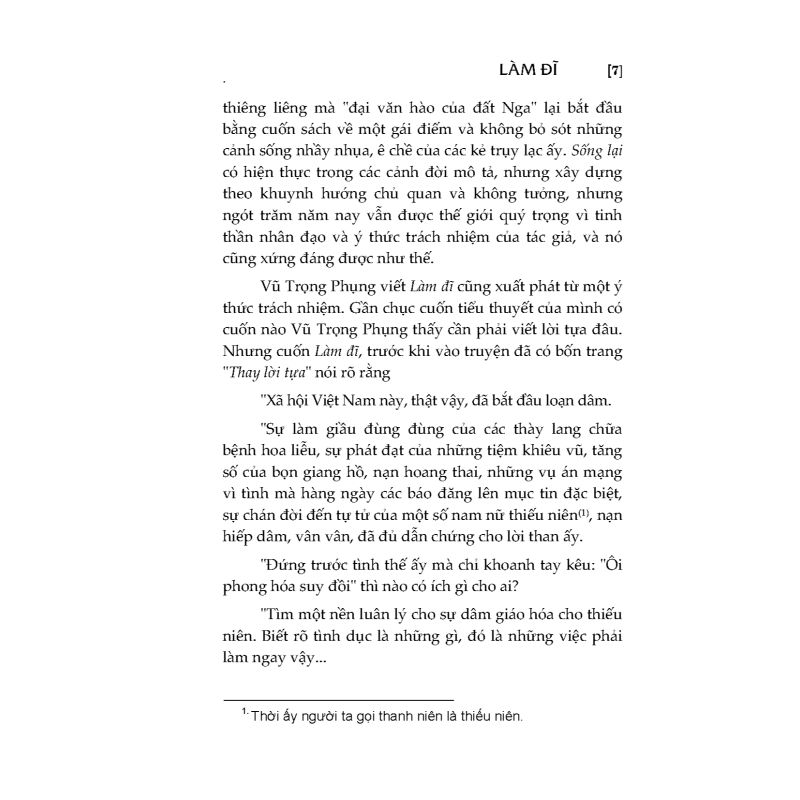 LÀM ĐĨ [7]
thiêng liêng mà "đại văn hào của đất Nga" lại bắt đầu
bằng cuốn sách về một gái điếm và không bỏ sót những
cảnh sống nhầy nhụa, ê chề của các kẻ trụy lạc ấy. Sống lại
có hiện thực trong các cảnh đời mô tả, nhưng xây dựng
theo khuynh hướng chủ quan và không tưởng, nhưng
ngót trăm năm nay vẫn được thế giới quý trọng vì tinh
thần nhân đạo và ý thức trách nhiệm của tác giả, và nó
cũng xứng đáng được như thế.
Vũ Trọng Phụng viết Làm đĩ cũng xuất phát từ một ý
thức trách nhiệm. Gần chục cuốn tiểu thuyết của mình có
cuốn nào Vũ Trọng Phụng thấy cần phải viết lời tựa đâu.
Nhưng cuốn Làm đĩ, trước khi vào truyện đã có bốn trang
"Thay lời tựa" nói rõ rằng
"Xã hội Việt Nam này, thật vậy, đã bắt đầu loạn dâm.
"Sự làm giầu đùng đùng của các thày lang chữa
bệnh hoa liễu, sự phát đạt của những tiệm khiêu vũ, tăng
số của bọn giang hồ, nạn hoang thai, những vụ án mạng
vì tình mà hàng ngày các báo đăng lên mục tin đặc biệt,
sự chán đời đến tự tử của một số nam nữ thiếu niên(1), nạn
hiếp dâm, vân vân, đã đủ dẫn chứng cho lời than ấy.
"Đứng trước tình thế ấy mà chỉ khoanh tay kêu: "Ôi
phong hóa suy đồi" thì nào có ích gì cho ai?
"Tìm một nền luân lý cho sự dâm giáo hóa cho thiếu
niên. Biết rõ tình dục là những gì, đó là những việc phải
làm ngay vậy...
1. Thời ấy người ta gọi thanh niên là thiếu niên.